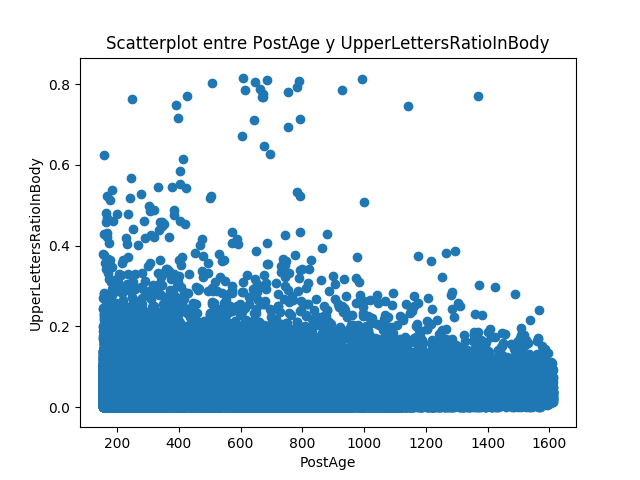 Scatterplot entre PostAge y UpperLettersRatioInBody
UpperLettersRatioInBody
0.8
0.6
0.4
0.2
0.0
200 400 600 800 1000 1200 1400 1600
PostAge